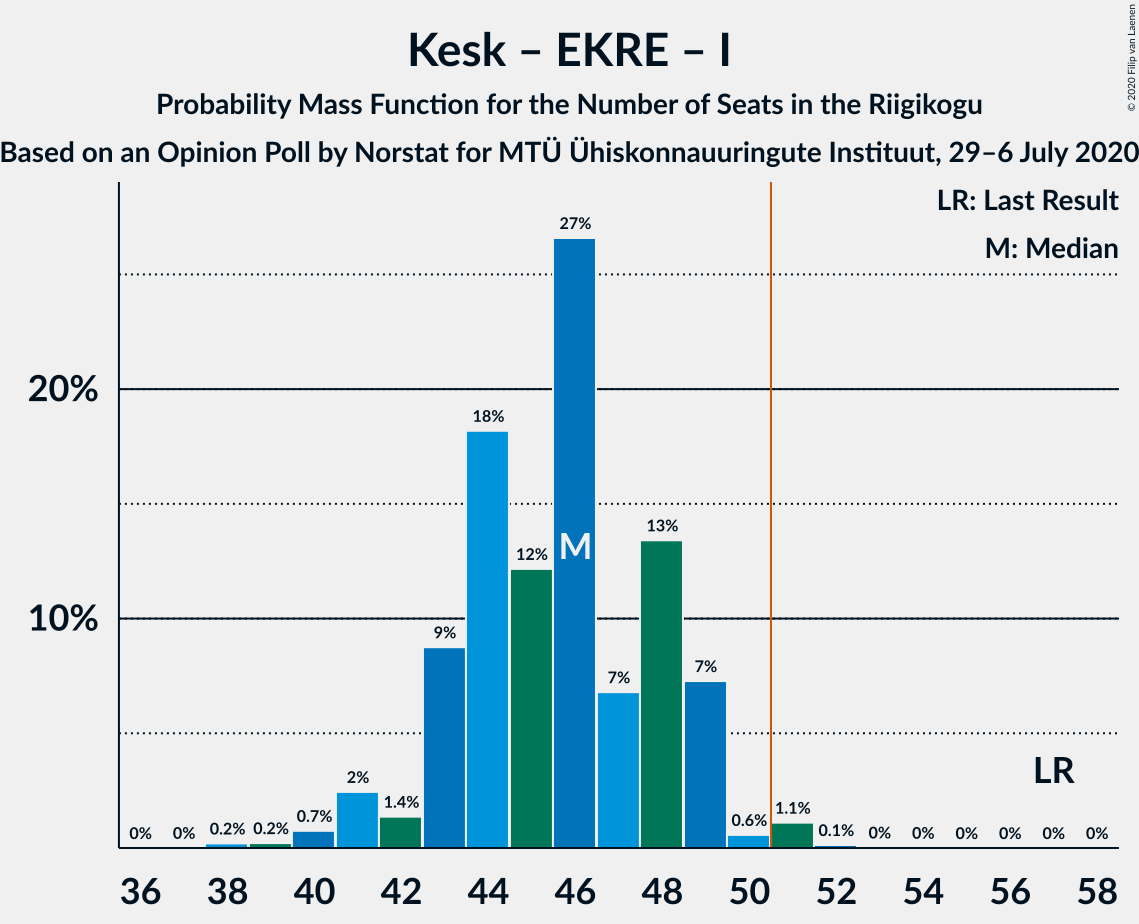 Kesk – EKRE – I
Probability Mass Function for the Number of Seats in the Riigikogu
Based on an Opinion Poll by Norstat for MTÜ Ühiskonnauuringute Instituut, 29–6 July 2020
© 2020 Filip van Laenen
LR: Last Result
M: Median
20%
10%
0% 0% 0.2% 0.2% 0.7% 2% 1.4% 9% 18% 12% 27% 7% 13% 7% 0.6% 1.1% 0.1% 0% 0% 0% 0% 0% 0%
M
LR
36 38 40 42 44 46 48 50 52 54 56 58